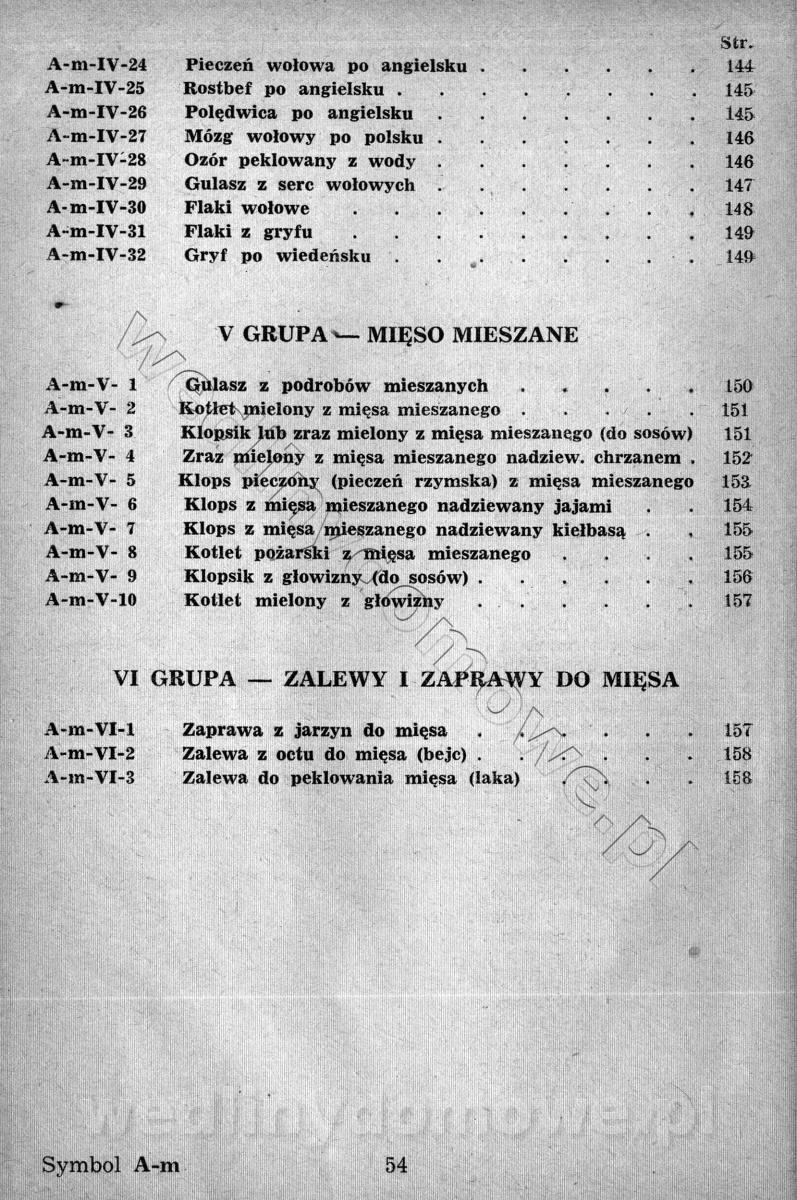 Str.
A-m-IV-24 Pieczeń wołowa po angielsku . . . . . . 144
A-m-IV-25 Rostbef po angielsku . . . . . . . . 145
A-m-IV-26 Polędwica po angielsku . . . . . . . 145
A-m-IV-27 Mózg wołowy po polsku . . . . . . . 146
A-m-IV-28 Ozór peklowany z wody . . . . . . . 146
A-m-IV-29 Gulasz z serc wołowych . . . . . . . 147
A-m-IV-30 Flaki wołowe . . . . . . . . . 148
A-m-IV-31 Flaki z gryfu . . . . . . . . . 149
A-m-IV-32 Gryf po wiedeńsku . . . . . . . . 149
V GRUPA — MIĘSO MIESZANE
A-m-V- 1 Gulasz z podrobów mieszanych . . . . . 150
A-m-V- 2 Kotlet mielony z mięsa mieszanego . . . . . 151
A-m-V- 3 Klopsik lub zraz mielony z mięsa mieszanego (do sosów) 151
A-m-V- 4 Zraz mielony z mięsa mieszanego nadziew. chrzanem . 152
A-m-V- 5 Klops pieczony (pieczeń rzymska) z mięsa mieszanego 153
A-m-V- 6 Klops z mięsa mieszanego nadziewany jajami . . 154
A-m-V- 7 Klops z mięsa mieszanego nadziewany kiełbasą . . 155
A-m-V- 8 Kotlet pożarski z mięsa mieszanego . . . . 155
A-m-V- 9 Klopsik z głowizny (do sosów) . . . . . . 156
A-m-V-10 Kotlet mielony z głowizny . . . . . . 157
VI GRUPA — ZALEWY I ZAPRAWY DO MIĘSA
A-m-VI-1 Zaprawa z jarzyn do mięsa . . . . . . 157
A-m-VI-2 Zalewa z octu do mięsa (bejc) . . . . . . 158
A-m-VI-3 Zalewa do peklowania mięsa (laka) . . . . 158
wedlinydomowe.pl
wedlinydomowe.pl
Symbol A-m 54